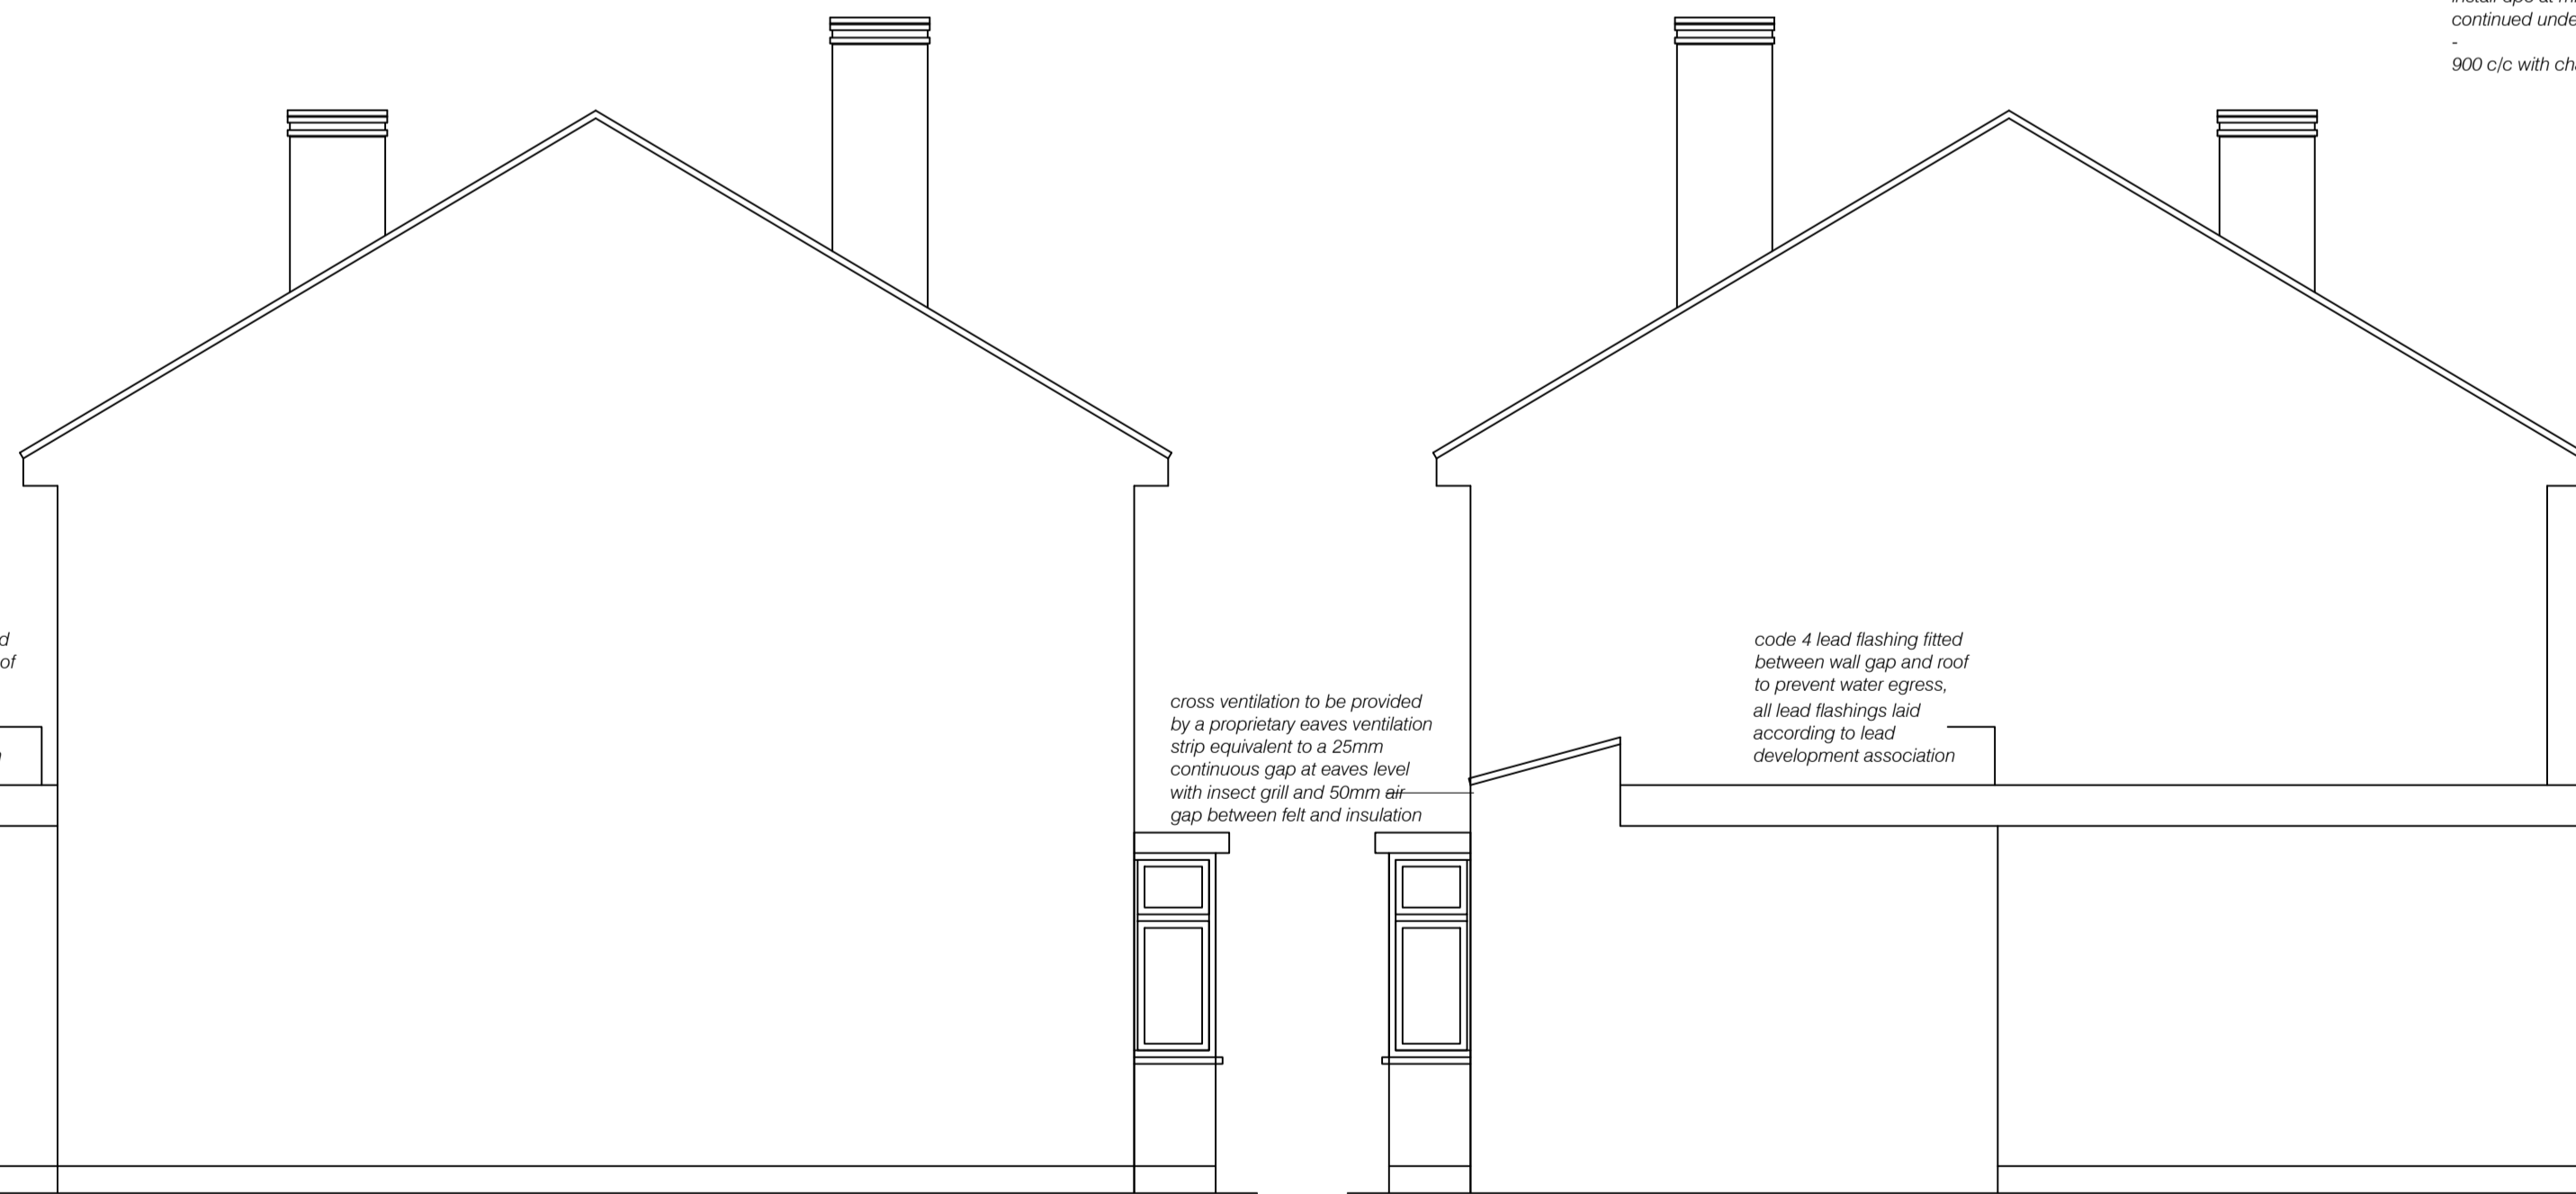 continued unde
-
900 c/c with ch
d
of
code 4 lead flashing fitted
between wall gap and roof
to prevent water egress,
all lead flashings laid
according to lead
development association
cross ventilation to be provided
by a proprietary eaves ventilation
strip equivalent to a 25mm
continuous gap at eaves level
with insect grill and 50mm air
gap between felt and insulation